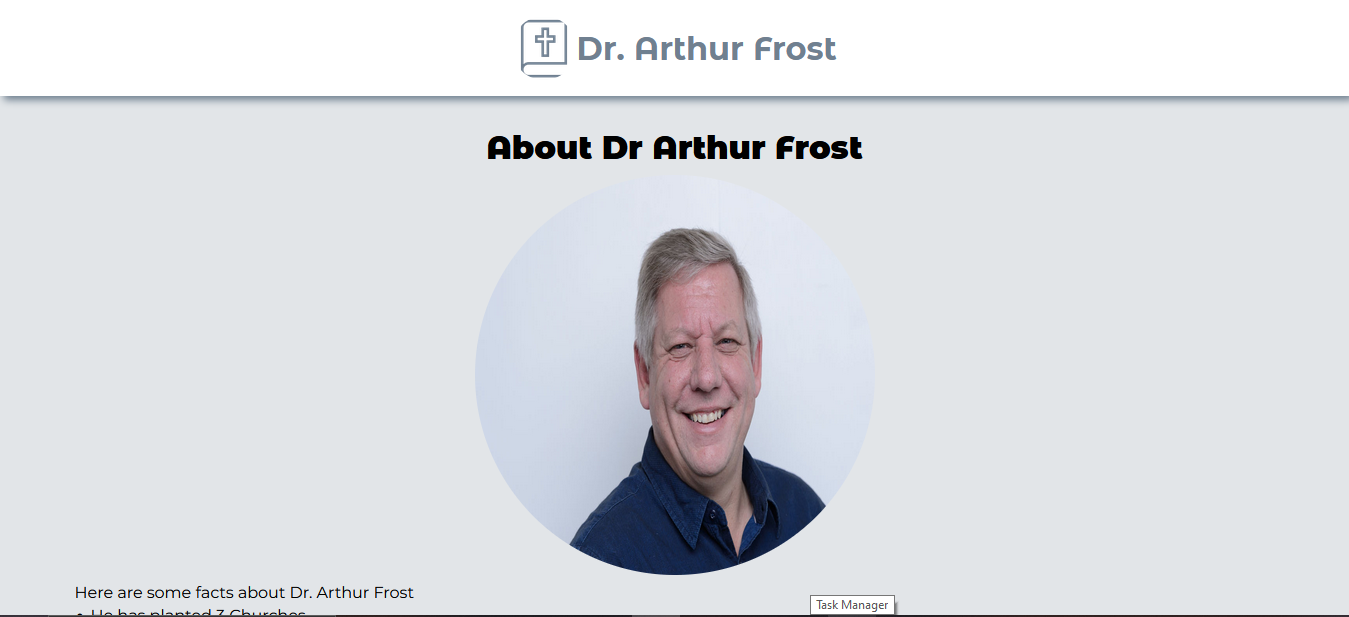 Dr. Arthur Frost
About Dr Arthur Frost
Here are some facts about Dr. Arthur Frost
• He has planted 3 Churches
Task Manager